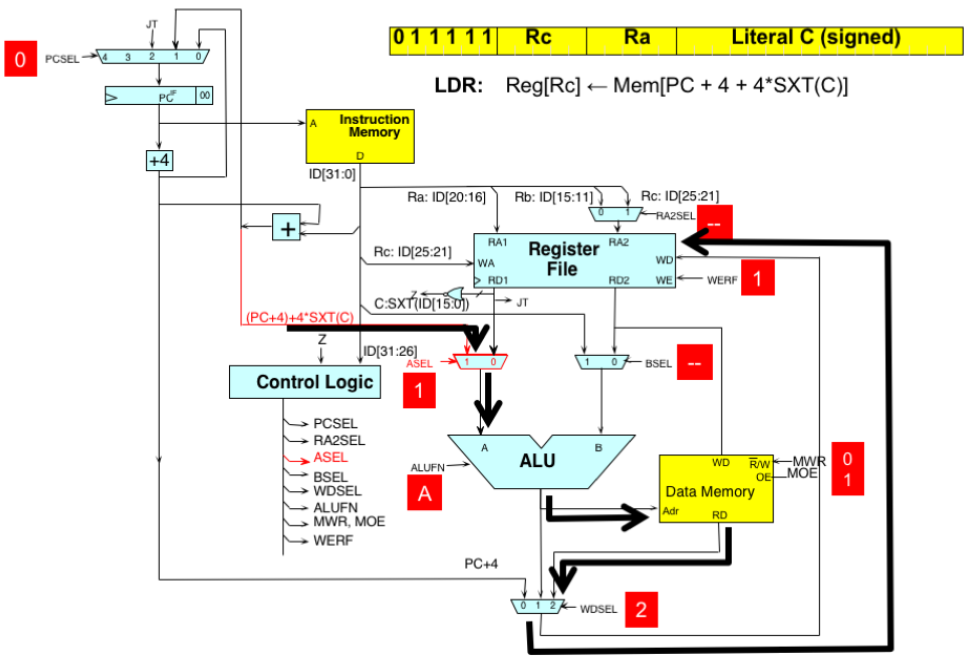 0 1 1 1 1 1 Rc Ra Literal C (signed)
LDR: Reg[Rc] ← Mem[PC + 4 + 4*SXT(C)]
JT
0
PCSEL
4 3 2 1 0
PC
00
+4
A
Instruction
Memory
D
ID[31:0]
Ra: ID[20:16]
Rb: ID[15:11]
Rc: ID[25:21]
0 1
RA2SEL
--
+
RA1
RA2
Register
File
WD
Rc: ID[25:21]
WA
RD1
RD2
WE
WERF
1
Z
JT
C:SXT(ID[15:0])
(PC+4)+4*SXT(C)
Z
ID[31:26]
ASEL
1 0
1
1 0
BSEL
--
Control Logic
PCSEL
RA2SEL
ASEL
BSEL
WDSEL
ALUFN
MWR, MOE
WERF
A
B
ALU
ALUFN
A
WD
R/W
OE
MWR
MOE
0
1
Data Memory
Adr
RD
PC+4
0 1 2
WDSEL
2